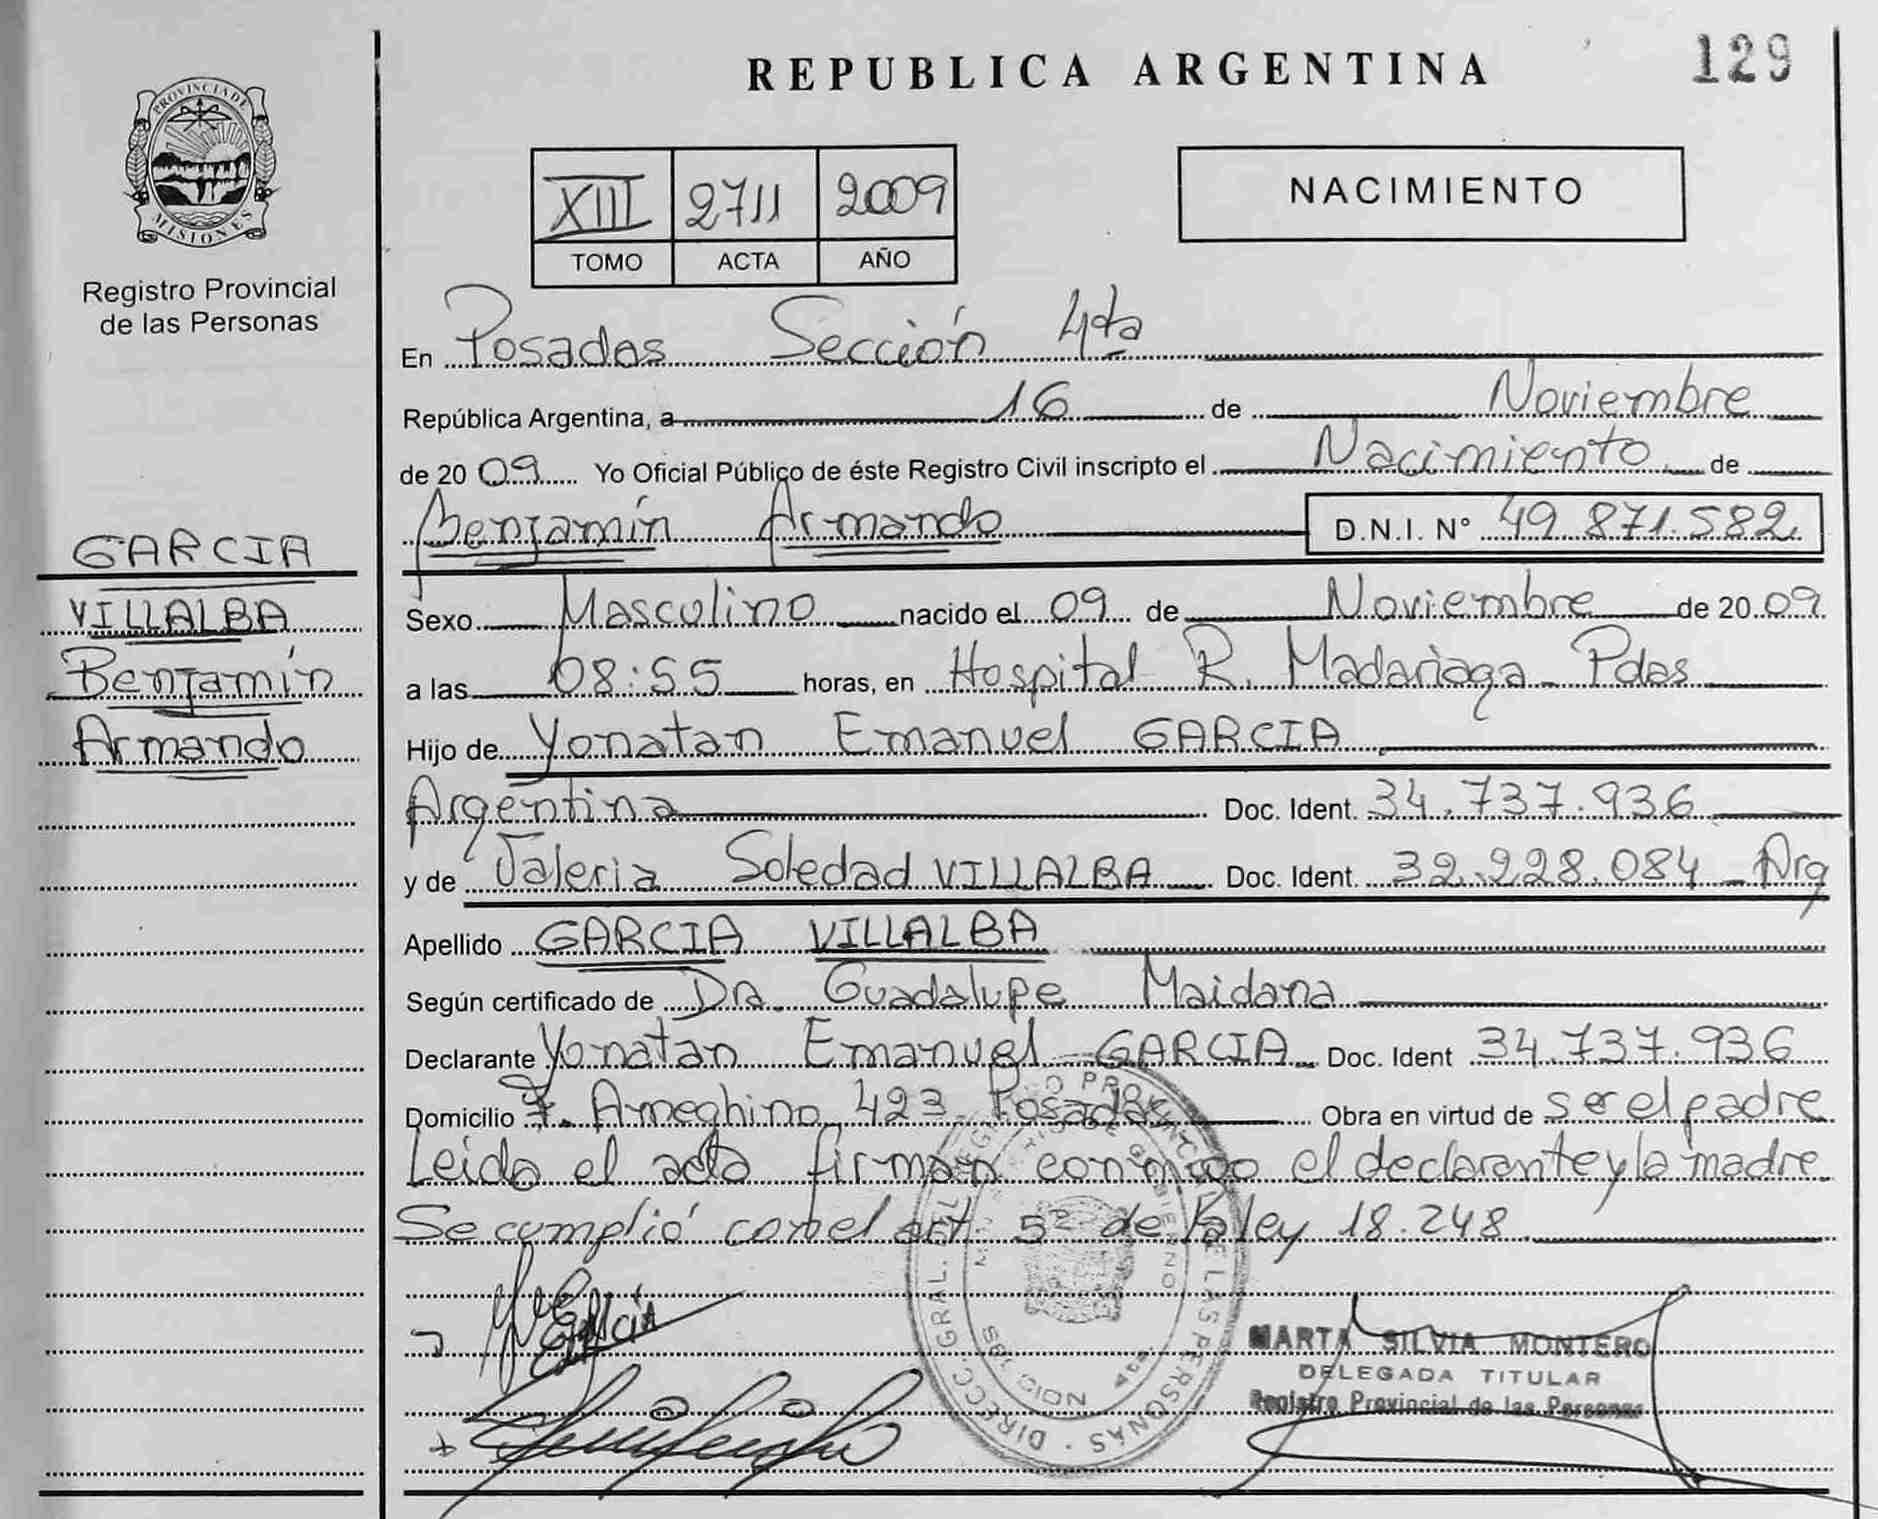 REPUBLICA ARGENTINA
129
PROVINCIA DE
MISIONES
Registro Provincial
de las Personas
XIII 2711 2009
TOMO ACTA AÑO
NACIMIENTO
En Posadas Sección 4ta
República Argentina, a 16 de Noviembre
de 2009 Yo Oficial Público de éste Registro Civil inscripto el Nacimiento de
Benjamín Armando D.N.I. N° 49.871.582
GARCIA
VILLALBA
Benjamín
Armando
Sexo Masculino nacido el 09 de Noviembre de 2009
a las 08:55 horas, en Hospital R. Madariaga - Pdas
Hijo de Yonatan Emanuel GARCIA
Argentina Doc. Ident. 34.737.936
y de Valeria Soledad VILLALBA Doc. Ident. 32.228.084 - Arg
Apellido GARCIA VILLALBA
Según certificado de Dra. Guadalupe Maidana
Declarante Yonatan Emanuel GARCIA Doc. Ident 34.737.936
Domicilio F. Ameghino 423 Posadas Obra en virtud de ser el padre
Leida el acta firman conmigo el declarante y la madre
Se cumplió con el art 5º de la ley 18.248
MARTA SILVIA MONTERO
DELEGADA TITULAR
Registro Provincial de las Personas